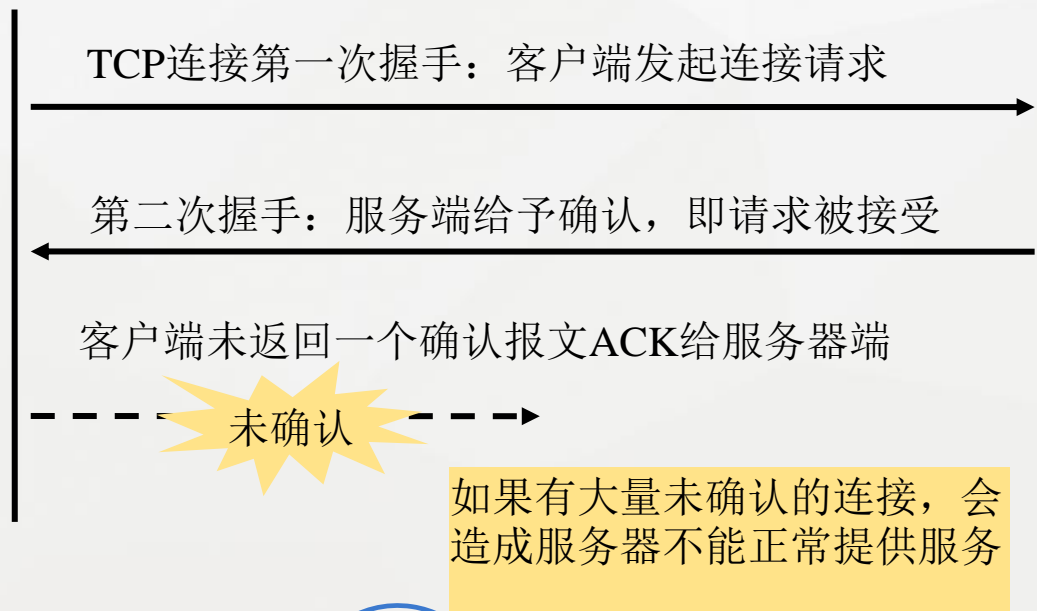 TCP连接第一次握手：客户端发起连接请求
第二次握手：服务端给予确认，即请求被接受
客户端未返回一个确认报文ACK给服务器端
未确认
如果有大量未确认的连接，会
造成服务器不能正常提供服务